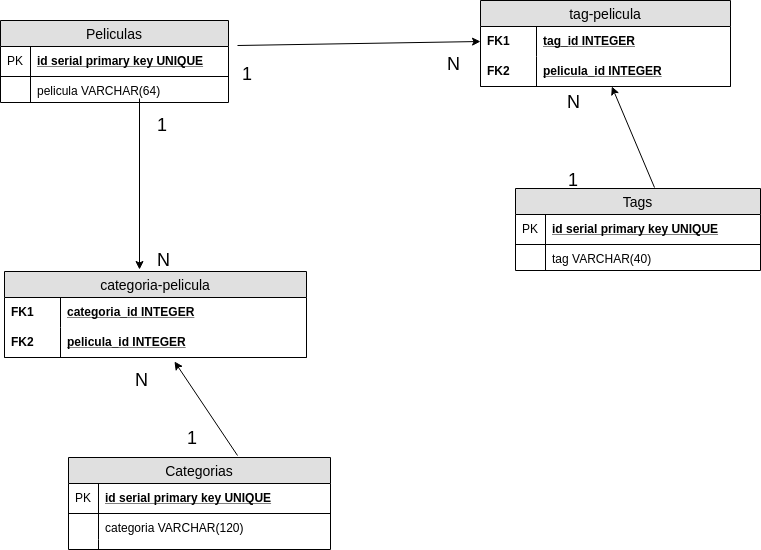 Peliculas
PK id serial primary key UNIQUE
pelicula VARCHAR(64)
1
N
1
N
tag-pelicula
FK1 tag_id INTEGER
FK2 pelicula_id INTEGER
N
1
Tags
PK id serial primary key UNIQUE
tag VARCHAR(40)
categoria-pelicula
FK1 categoria_id INTEGER
FK2 pelicula_id INTEGER
N
1
Categorias
PK id serial primary key UNIQUE
categoria VARCHAR(120)